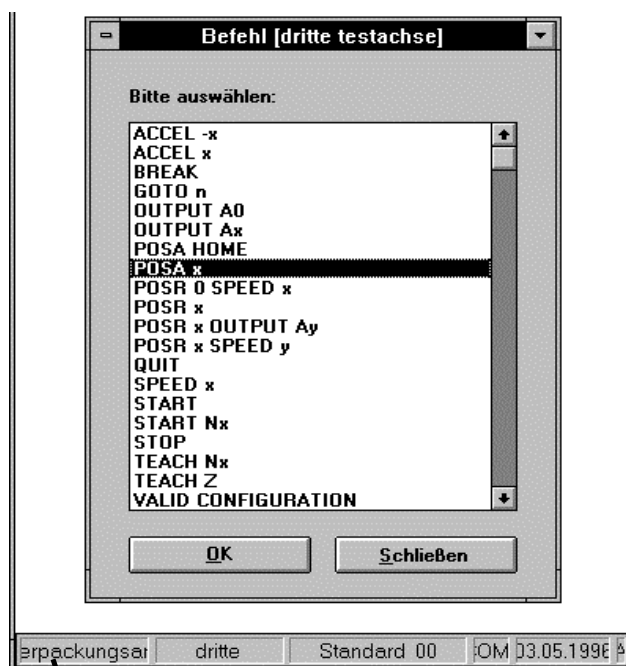 Befehl [dritte testachse]
Bitte auswählen:
ACCEL -x
ACCEL x
BREAK
GOTO n
OUTPUT A0
OUTPUT Ax
POSA HOME
POSA x
POSR 0 SPEED x
POSR x
POSR x OUTPUT Ay
POSR x SPEED y
QUIT
SPEED x
START
START Nx
STOP
TEACH Nx
TEACH Z
VALID CONFIGURATION
OK Schließen
erpackungsar dritte Standard 00 OM 03.05.1996